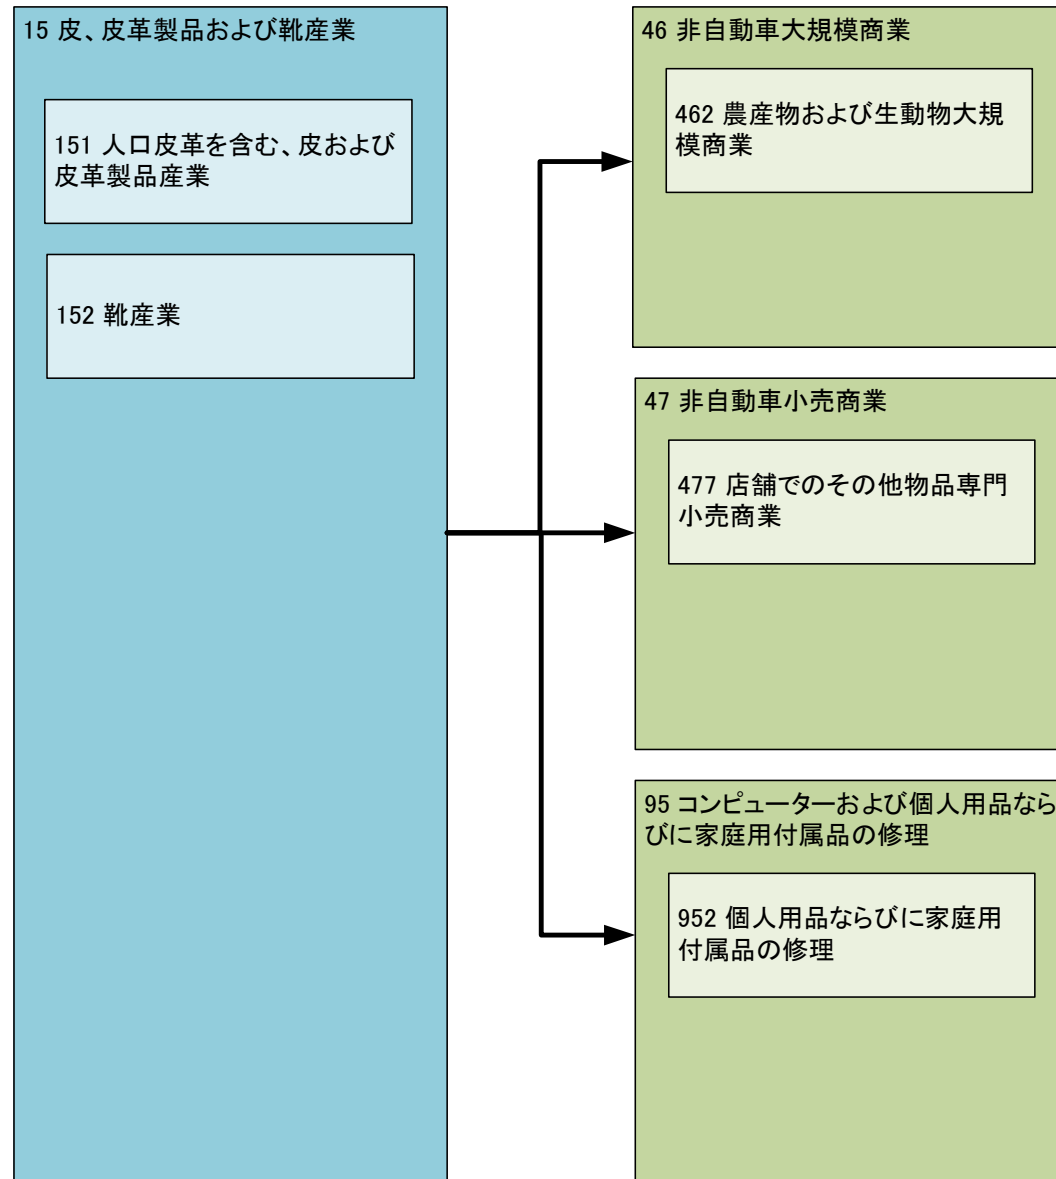 15 皮、皮革製品および靴産業
151 人口皮革を含む、皮および
皮革製品産業
152 靴産業
46 非自動車大規模商業
462 農産物および生動物大規
模商業
47 非自動車小売商業
477 店舗でのその他物品専門
小売商業
95 コンピューターおよび個人用品なら
びに家庭用付属品の修理
952 個人用品ならびに家庭用
付属品の修理